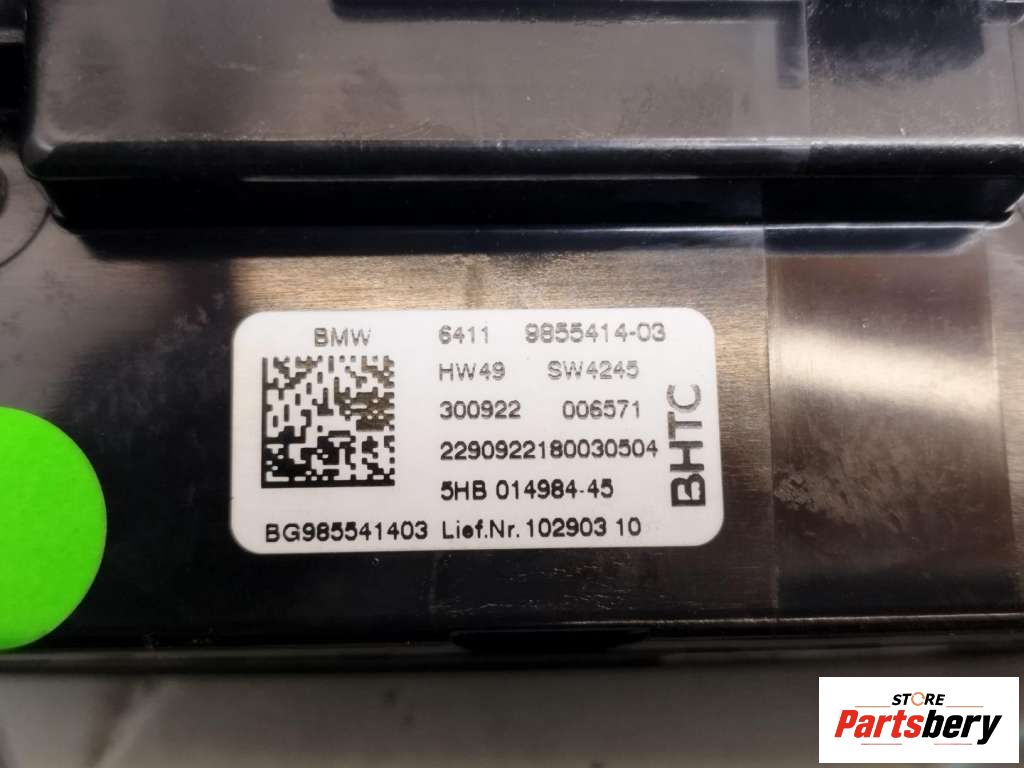 BMW 6411 9855414-03
HW49 SW4245
300922 006571
2290922180030504
5HB 014984-45
BG985541403 Lief.Nr. 102903 10
BHTC
STORE
Partsbery